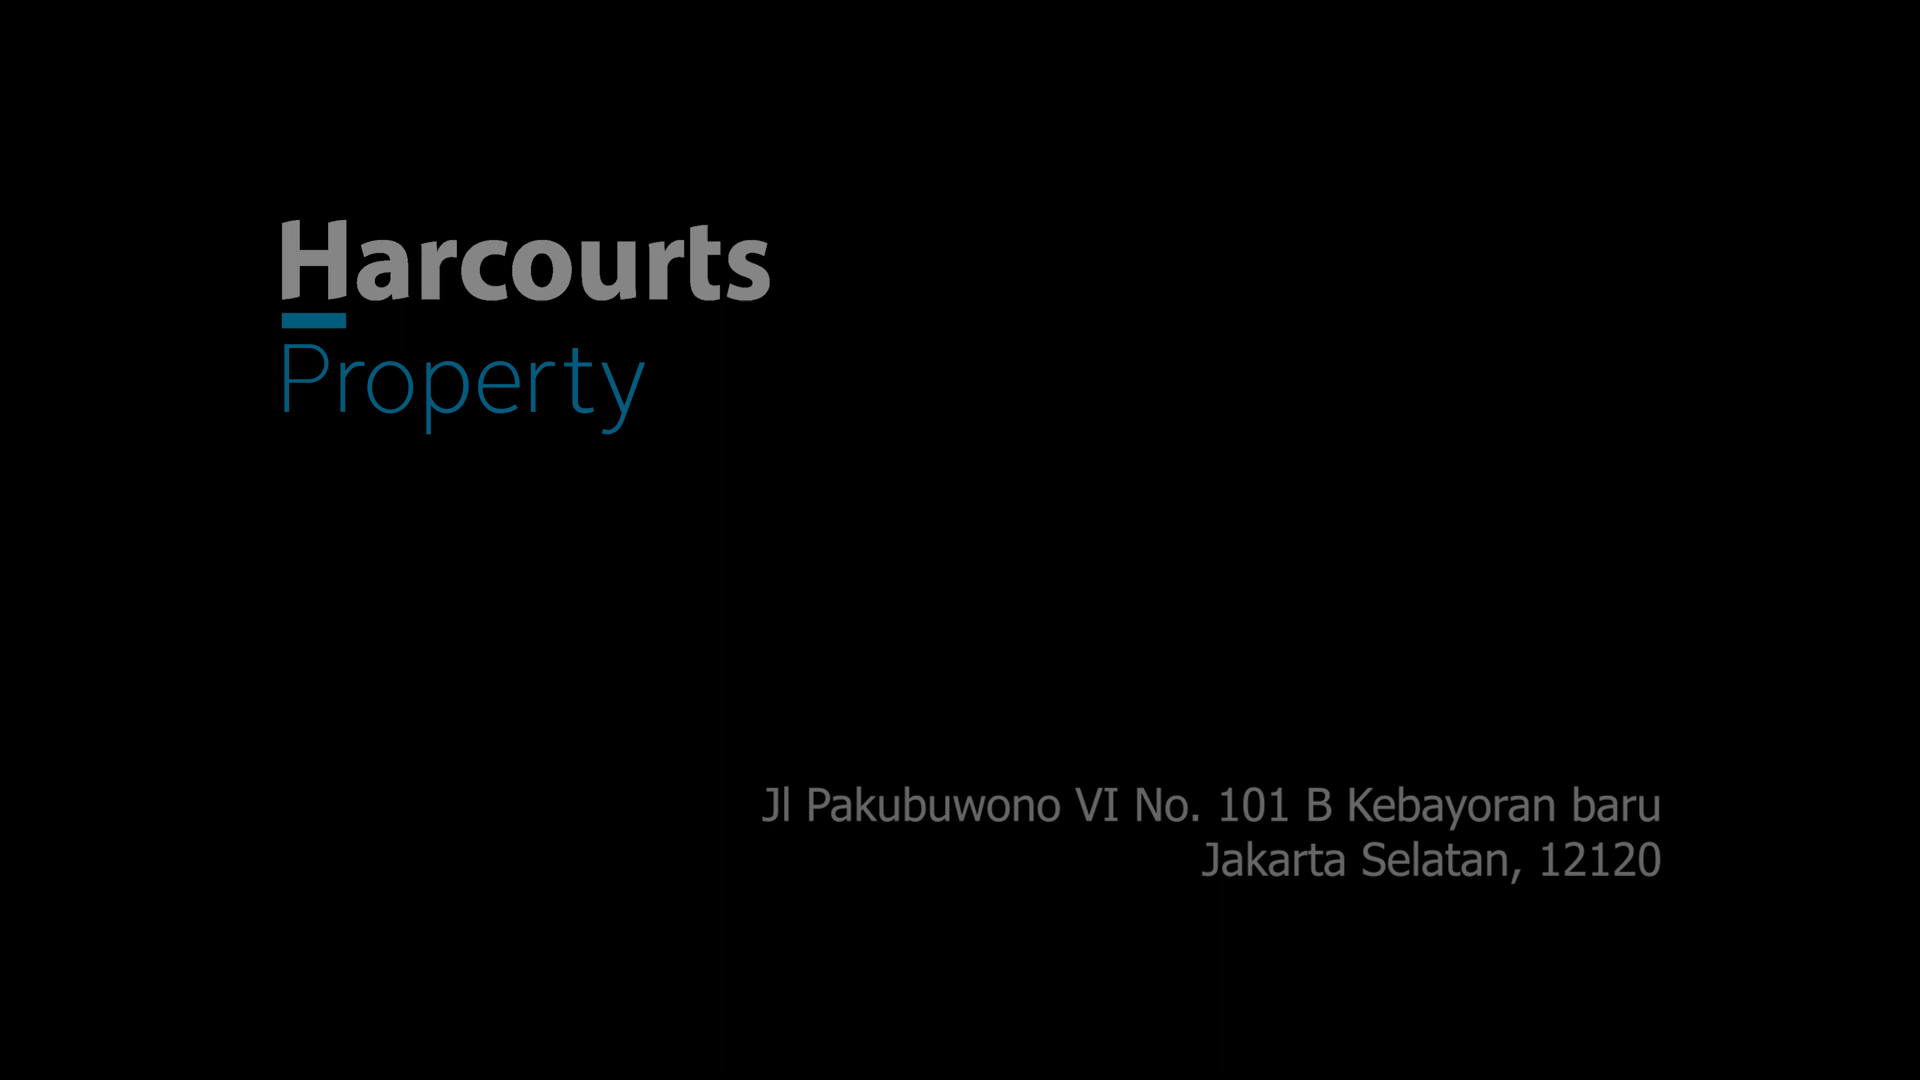 Harcourts
Property
Jl Pakubuwono VI No. 101 B Kebayoran baru
Jakarta Selatan, 12120